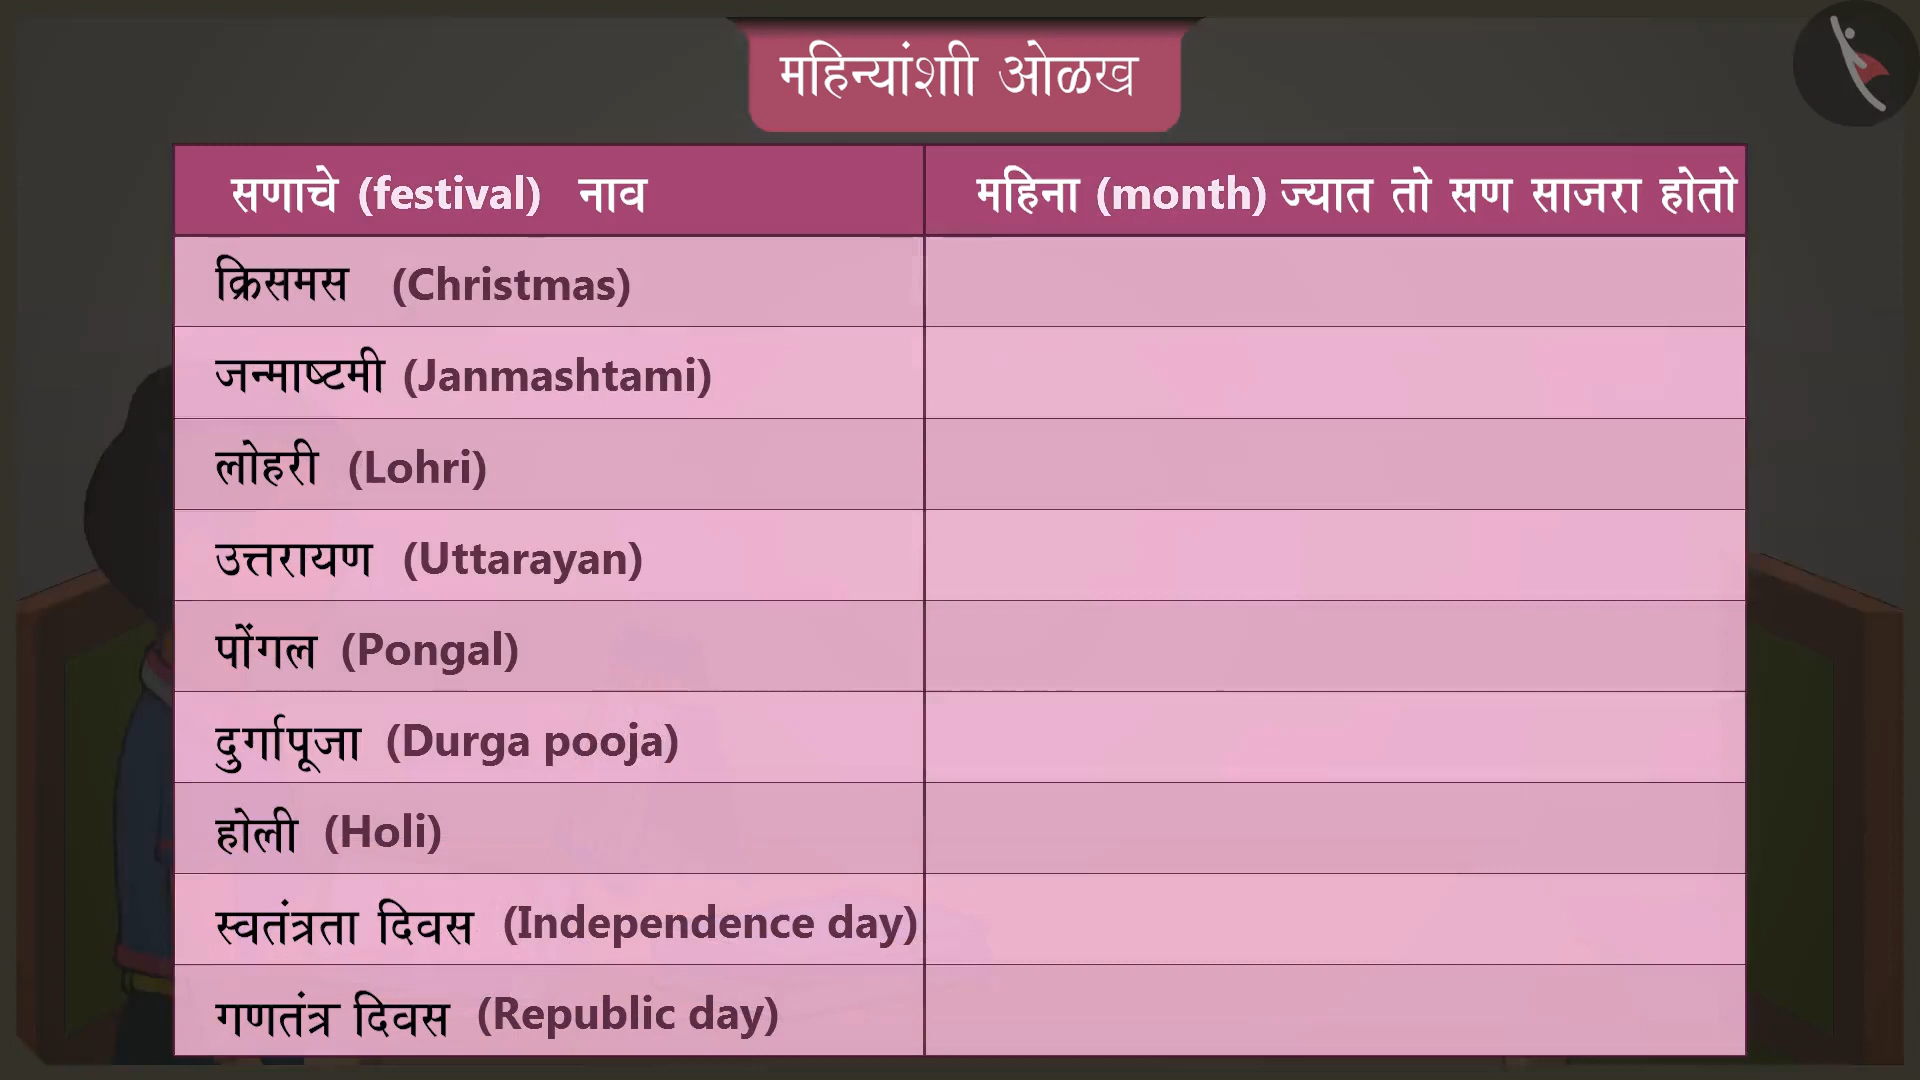 महिन्यांशी ओळख
सणाचे (festival) नाव महिना (month) ज्यात तो सण साजरा होतो
क्रिसमस (Christmas)
जन्माष्टमी (Janmashtami)
लोहरी (Lohri)
उत्तरायण (Uttarayan)
पोंगल (Pongal)
दुर्गापूजा (Durga pooja)
होली (Holi)
स्वतंत्रता दिवस (Independence day)
गणतंत्र दिवस (Republic day)